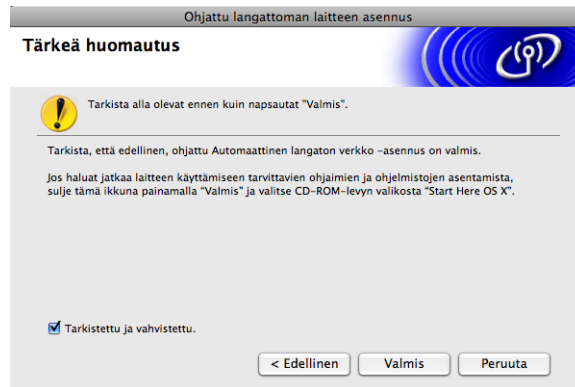 Ohjattu langattoman laitteen asennus
Tärkeä huomautus
Tarkista alla olevat ennen kuin napsautat "Valmis".
Tarkista, että edellinen, ohjattu Automaattinen langaton verkko -asennus on valmis.
Jos haluat jatkaa laitteen käyttämiseen tarvittavien ohjaimien ja ohjelmistojen asentamista,
sulje tämä ikkuna painamalla “Valmis” ja valitse CD-ROM-levyn valikosta “Start Here OS X”.
Tarkistettu ja vahvistettu.
< Edellinen Valmis Peruuta